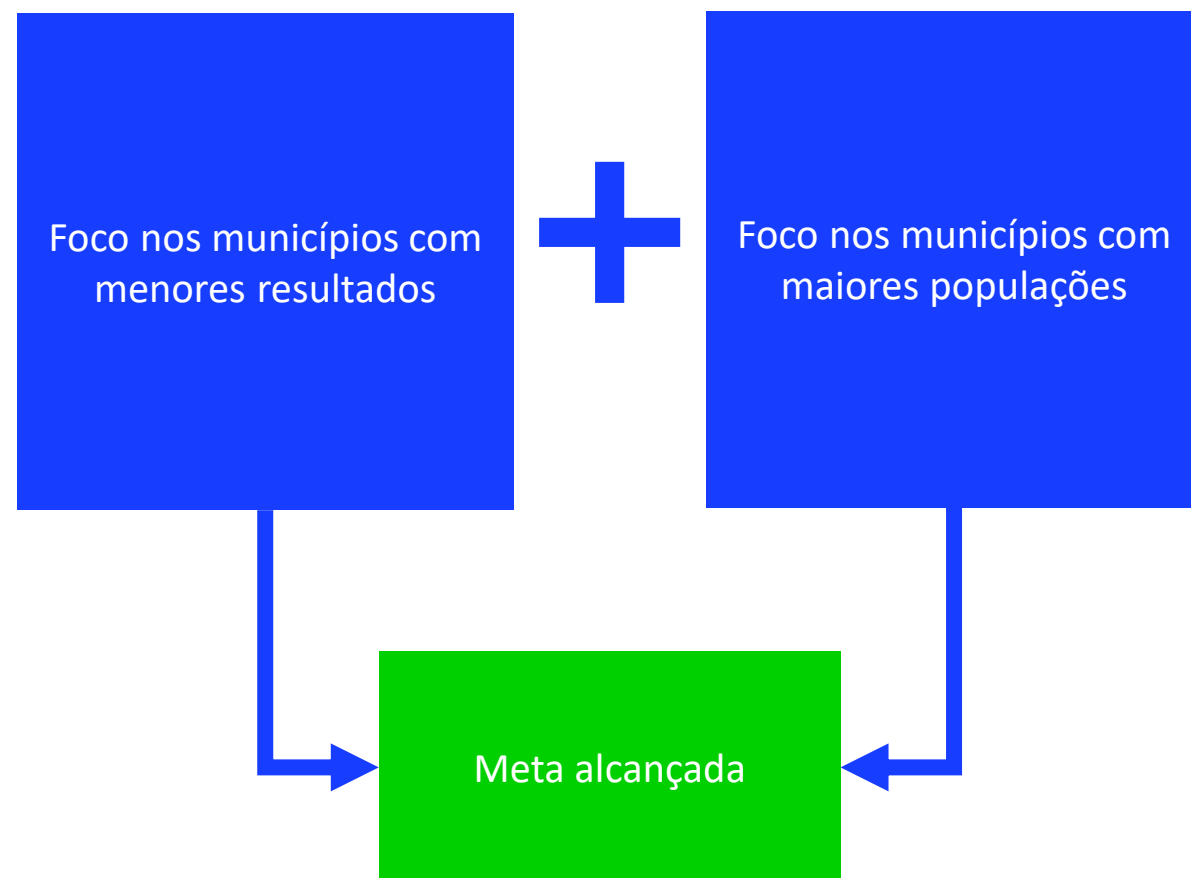 Foco nos municípios com
menores resultados
Foco nos municípios com
maiores populações
Meta alcançada